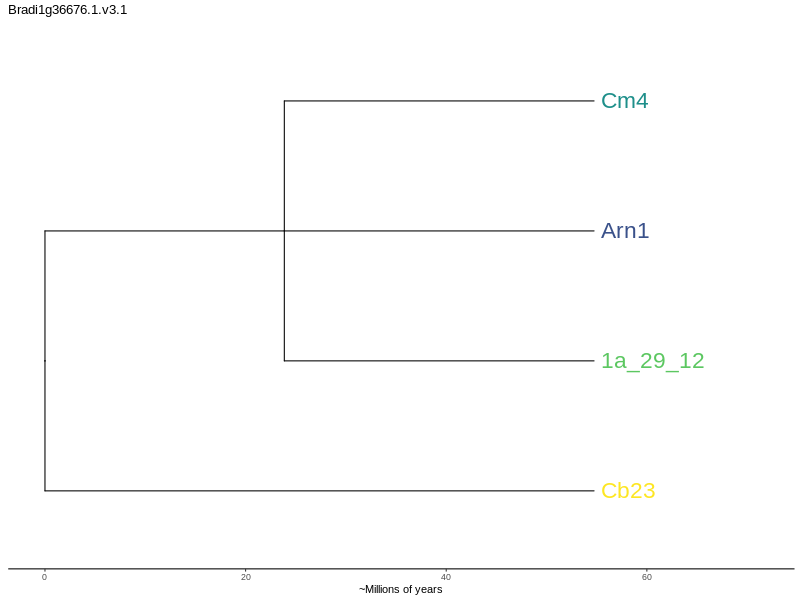 Bradi1g36676.1.v3.1
Cm4
Arn1
1a_29_12
Cb23
0 20 40 60
~Millions of years